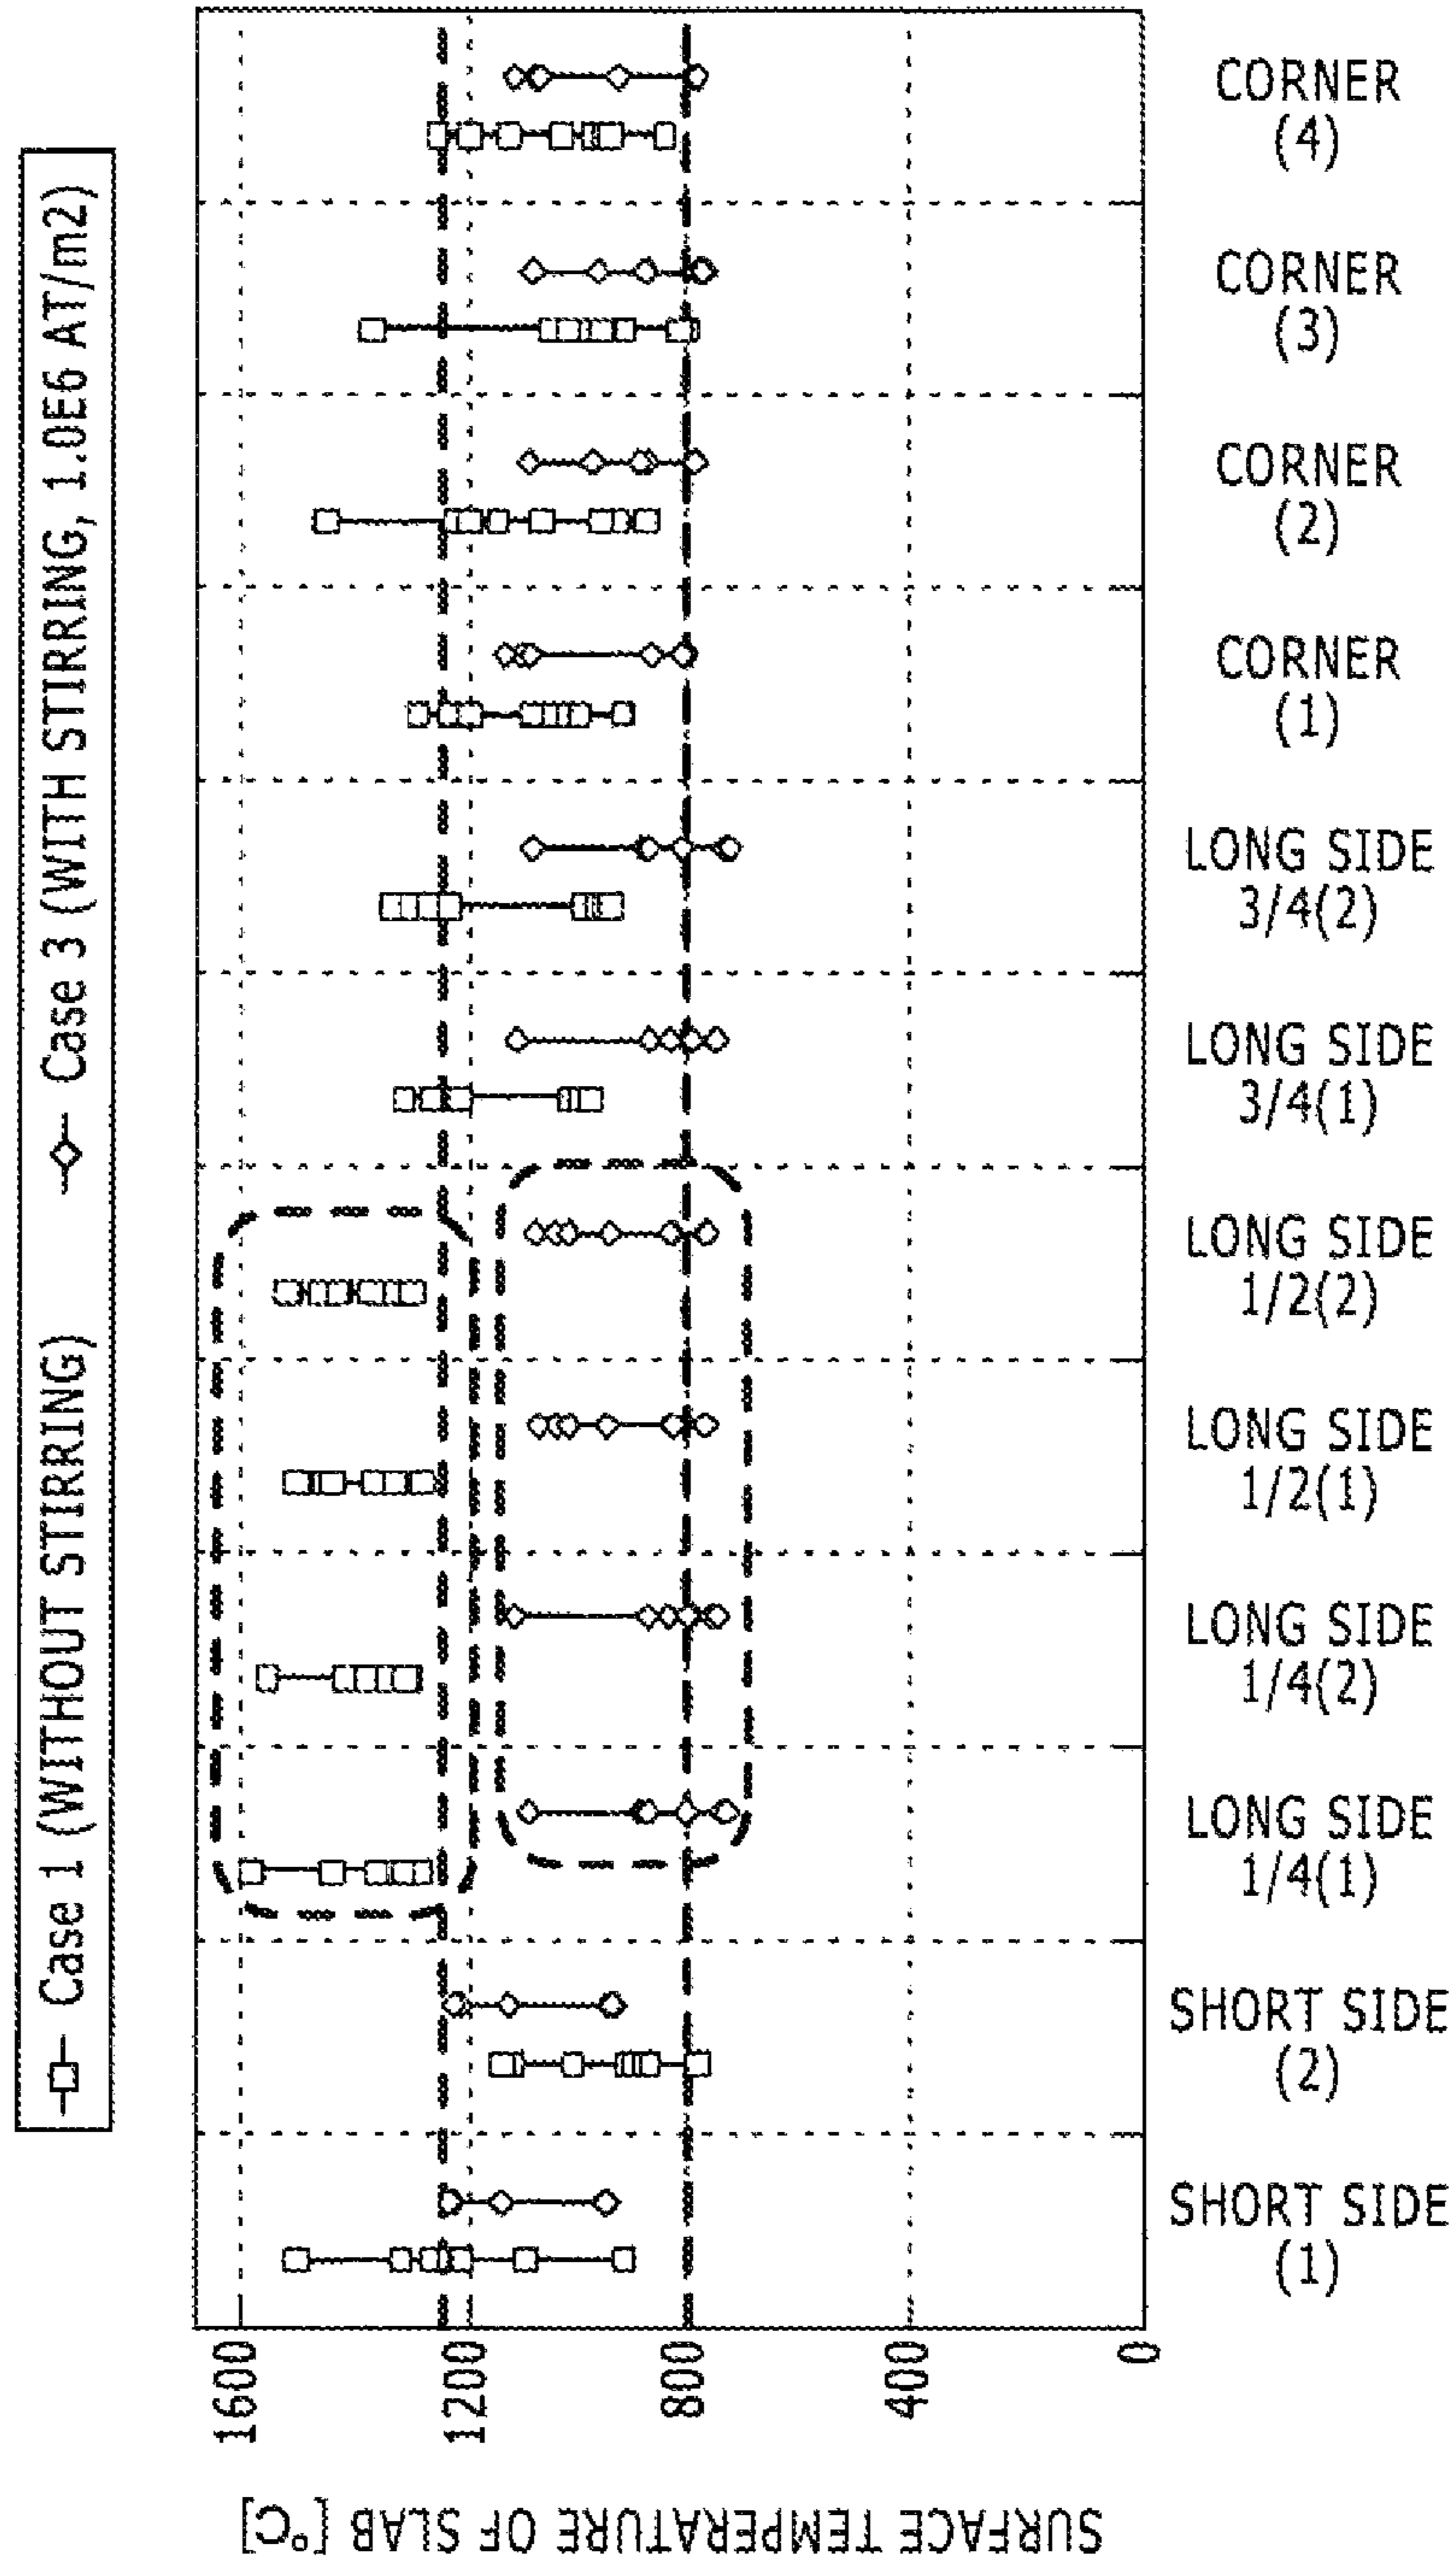 Case 1 (WITHOUT STIRRING) Case 3 (WITH STIRRING, 1.0E6 AT/m2)
SURFACE TEMPERATURE OF SLAB [°C]
1600
1200
800
400
0
SHORT SIDE
(1)
SHORT SIDE
(2)
LONG SIDE
1/4(1)
LONG SIDE
1/4(2)
LONG SIDE
1/2(1)
LONG SIDE
1/2(2)
LONG SIDE
3/4(1)
LONG SIDE
3/4(2)
CORNER
(1)
CORNER
(2)
CORNER
(3)
CORNER
(4)